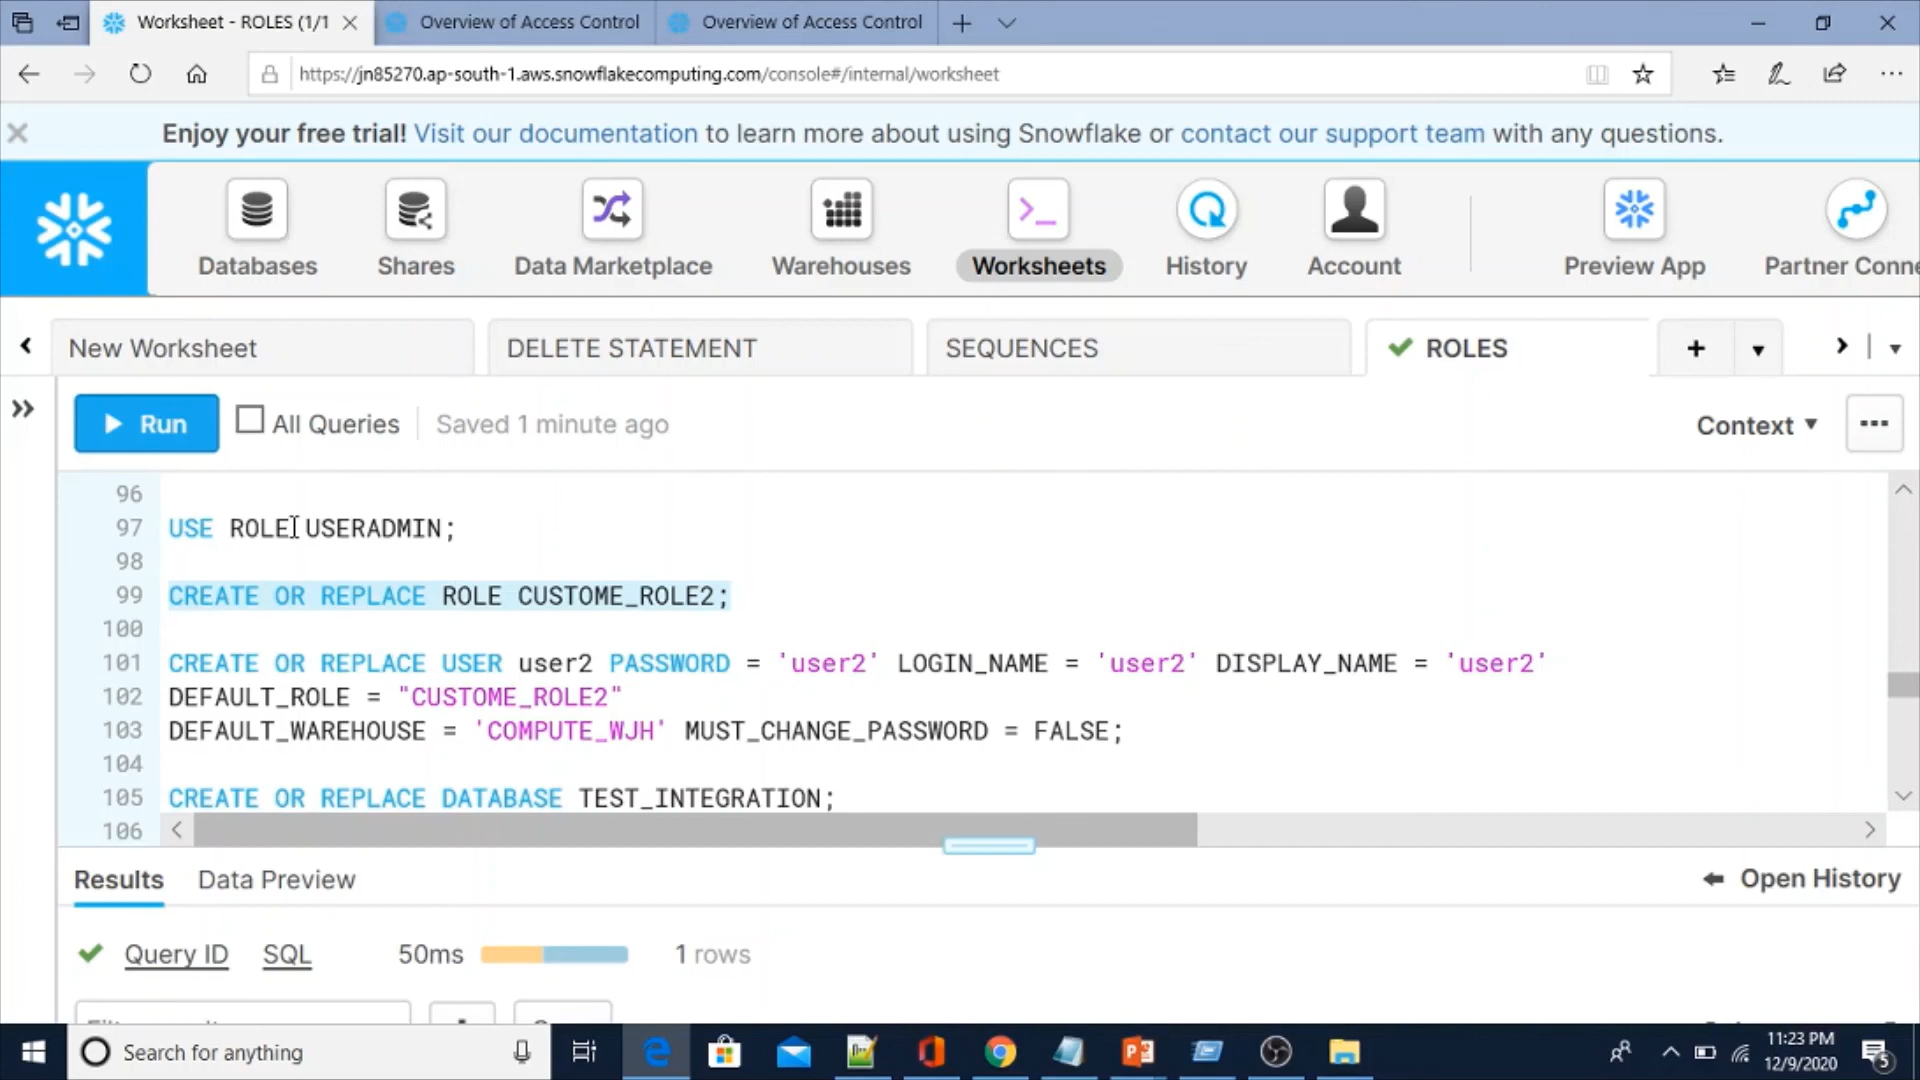 Worksheet - ROLES (1/1
Overview of Access Control
Overview of Access Control
https://jn85270.ap-south-1.aws.snowflakecomputing.com/console#/internal/worksheet
Enjoy your free trial! Visit our documentation to learn more about using Snowflake or contact our support team with any questions.
Databases
Shares
Data Marketplace
Warehouses
Worksheets
History
Account
Preview App
Partner Conne
New Worksheet
DELETE STATEMENT
SEQUENCES
ROLES
Run
All Queries
Saved 1 minute ago
Context
96
97 USE ROLE USERADMIN;
98
99 CREATE OR REPLACE ROLE CUSTOME_ROLE2;
100
101 CREATE OR REPLACE USER user2 PASSWORD = 'user2' LOGIN_NAME = 'user2' DISPLAY_NAME = 'user2'
102 DEFAULT_ROLE = "CUSTOME_ROLE2"
103 DEFAULT_WAREHOUSE = 'COMPUTE_WJH' MUST_CHANGE_PASSWORD = FALSE;
104
105 CREATE OR REPLACE DATABASE TEST_INTEGRATION;
106
Results
Data Preview
Open History
Query ID
SQL
50ms
1 rows
Search for anything
11:23 PM
12/9/2020
5